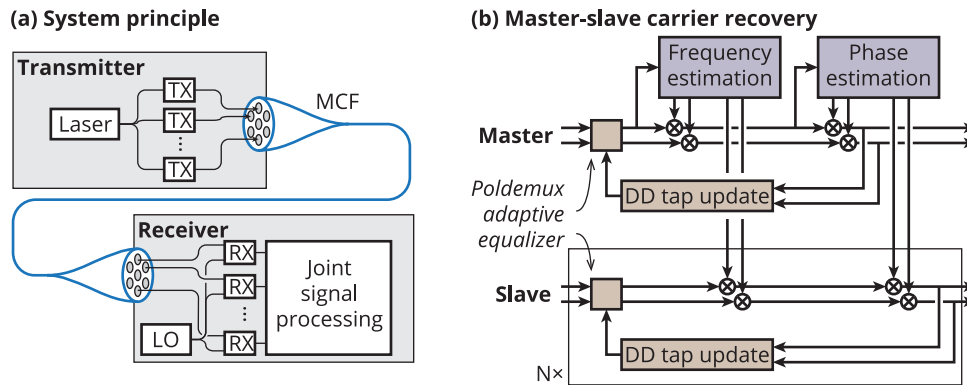 (a) System principle
Transmitter
Laser
TX
TX
⋮
TX
MCF
Receiver
LO
RX
RX
⋮
RX
Joint
signal
processing
(b) Master-slave carrier recovery
Frequency
estimation
Phase
estimation
Master
DD tap update
Poldemux
adaptive
equalizer
Slave
DD tap update
N×